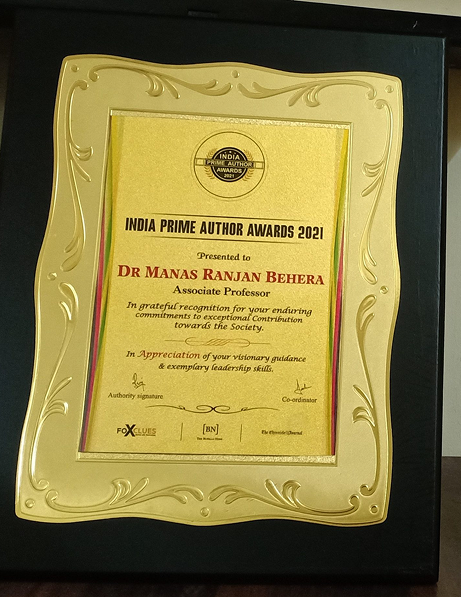 INDIA
PRIME AUTHOR
AWARDS
2021
INDIA PRIME AUTHOR AWARDS 2021
Presented to
DR MANAS RANJAN BEHERA
Associate Professor
In grateful recognition for your enduring
commitments to exceptional Contribution
towards the Society.
In Appreciation of your visionary guidance
& exemplary leadership skills.
Authority signature
Co-ordinator
FOXCLUES
[BN]